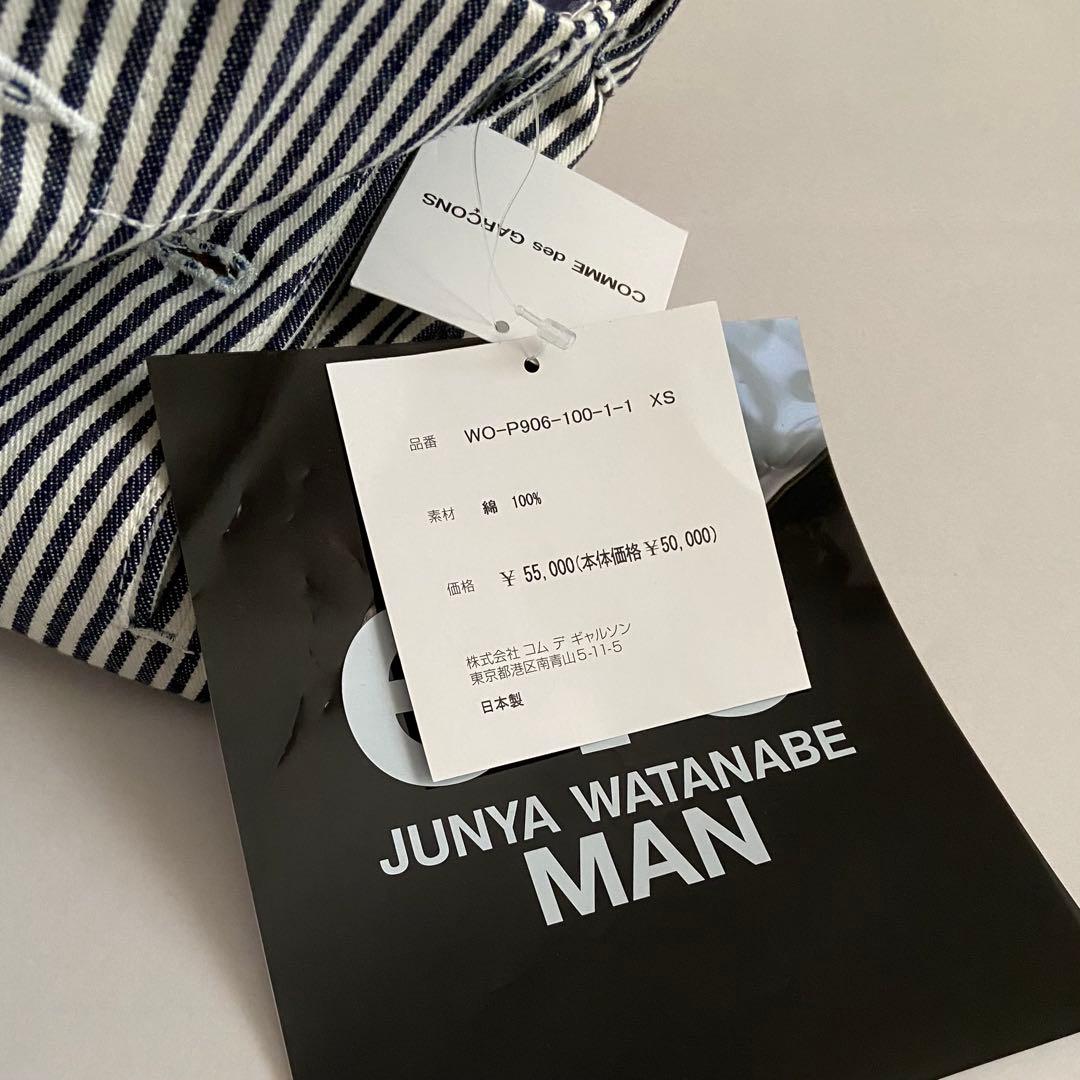 COMME des GARÇONS
品番 WO-P906-100-1-1 XS
素材 綿 100%
価格 ¥ 55,000(本体価格 ¥50,000)
株式会社 コム デ ギャルソン
東京都港区南青山5-11-5
日本製
JUNYA WATANABE
MAN